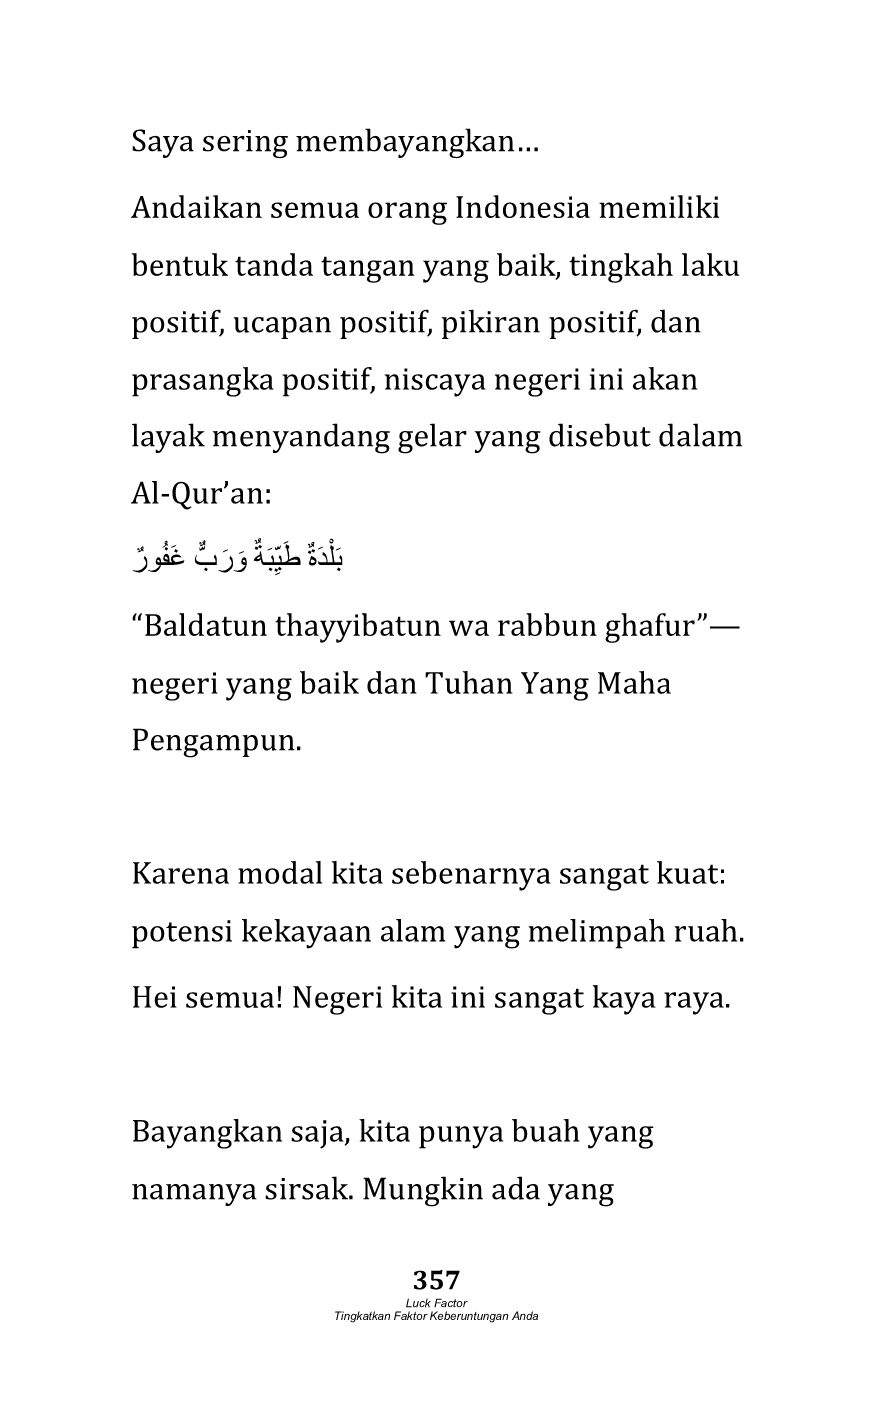 Saya sering membayangkan…
Andaikan semua orang Indonesia memiliki
bentuk tanda tangan yang baik, tingkah laku
positif, ucapan positif, pikiran positif, dan
prasangka positif, niscaya negeri ini akan
layak menyandang gelar yang disebut dalam
Al-Qur’an:
بَلْدَةٌ طَيِّبَةٌ وَرَبٌّ غَفُورٌ
“Baldatun thayyibatun wa rabbun ghafur”—
negeri yang baik dan Tuhan Yang Maha
Pengampun.
Karena modal kita sebenarnya sangat kuat:
potensi kekayaan alam yang melimpah ruah.
Hei semua! Negeri kita ini sangat kaya raya.
Bayangkan saja, kita punya buah yang
namanya sirsak. Mungkin ada yang
357
Luck Factor
Tingkatkan Faktor Keberuntungan Anda